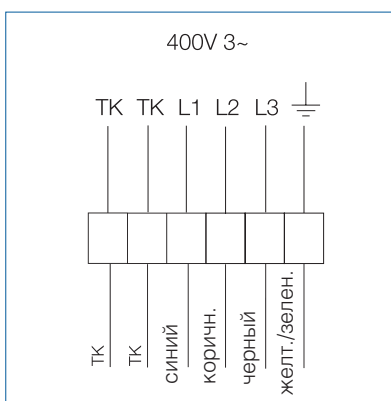 400V 3~
TK TK L1 L2 L3
TK
TK
синий
коричн.
черный
желт./зелен.